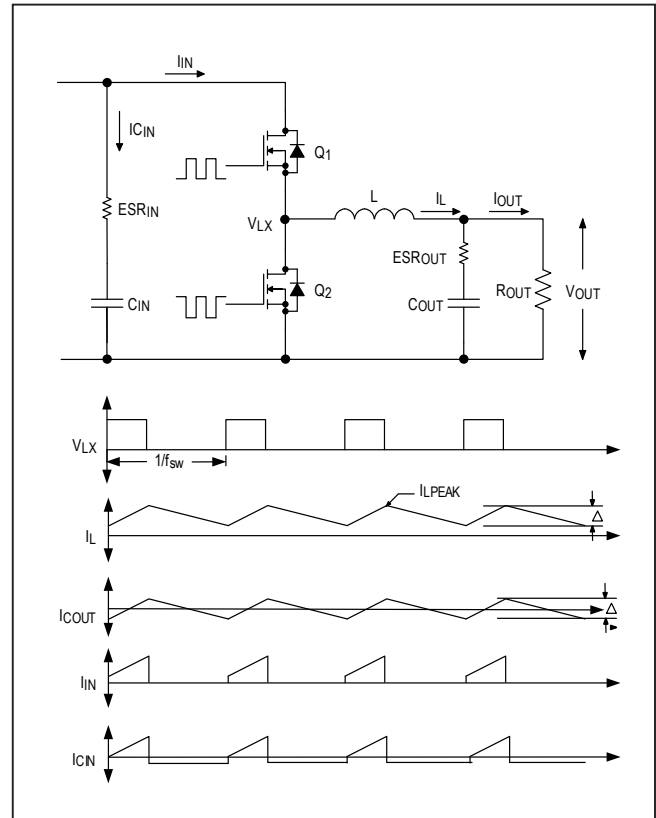 IIN
ICIN
Q1
ESRIN
L
IL
IOUT
VLX
ESROUT
Q2
CIN
COUT
ROUT
VOUT
VLX
1/fsw
ILPEAK
Δ
IL
Δ
ICOUT
IIN
ICIN